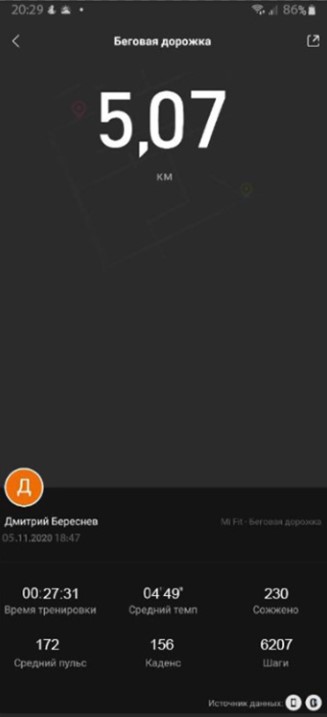 20:29 86%
Беговая дорожка
5,07
КМ
Д
Дмитрий Береснев
Mi Fit - Беговая дорожка
05.11.2020 18:47
00:27:31 04'49" 230
Время тренировки Средний темп Сожжено
172 156 6207
Средний пульс Каденс Шаги
Источник данных: